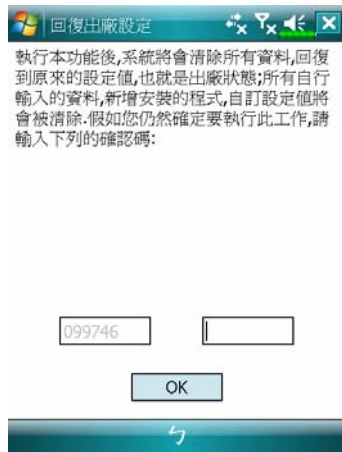 回復出廠設定
執行本功能後,系統將會清除所有資料,回復
到原來的設定值,也就是出廠狀態;所有自行
輸入的資料,新增安裝的程式,自訂設定值將
會被清除.假如您仍然確定要執行此工作,請
輸入下列的確認碼:
099746
OK
ㄅ